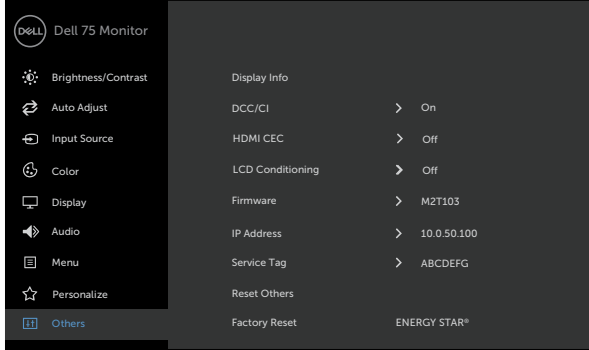 DELL Dell 75 Monitor
Brightness/Contrast Display Info
Auto Adjust DCC/CI On
Input Source HDMI CEC Off
Color LCD Conditioning Off
Display Firmware M2T103
Audio IP Address 10.0.50.100
Menu Service Tag ABCDEFG
Personalize Reset Others
Others Factory Reset ENERGY STAR®